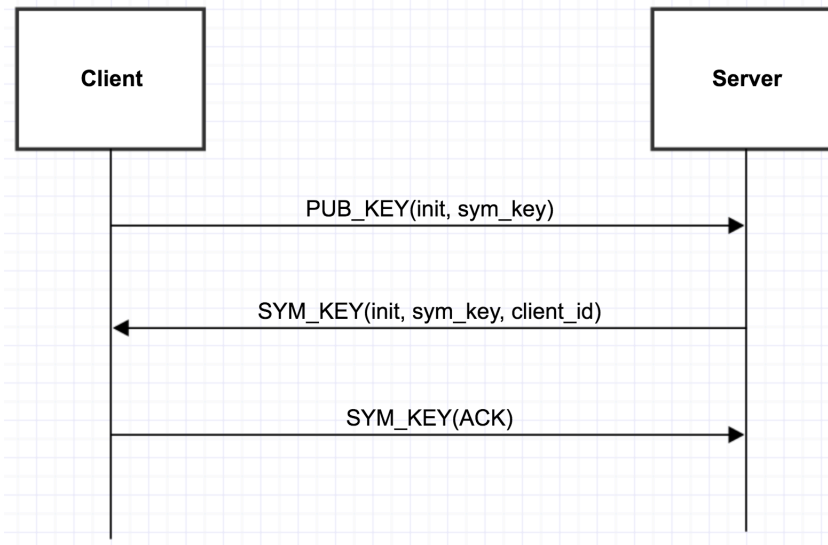 Client
Server
PUB_KEY(init, sym_key)
SYM_KEY(init, sym_key, client_id)
SYM_KEY(ACK)